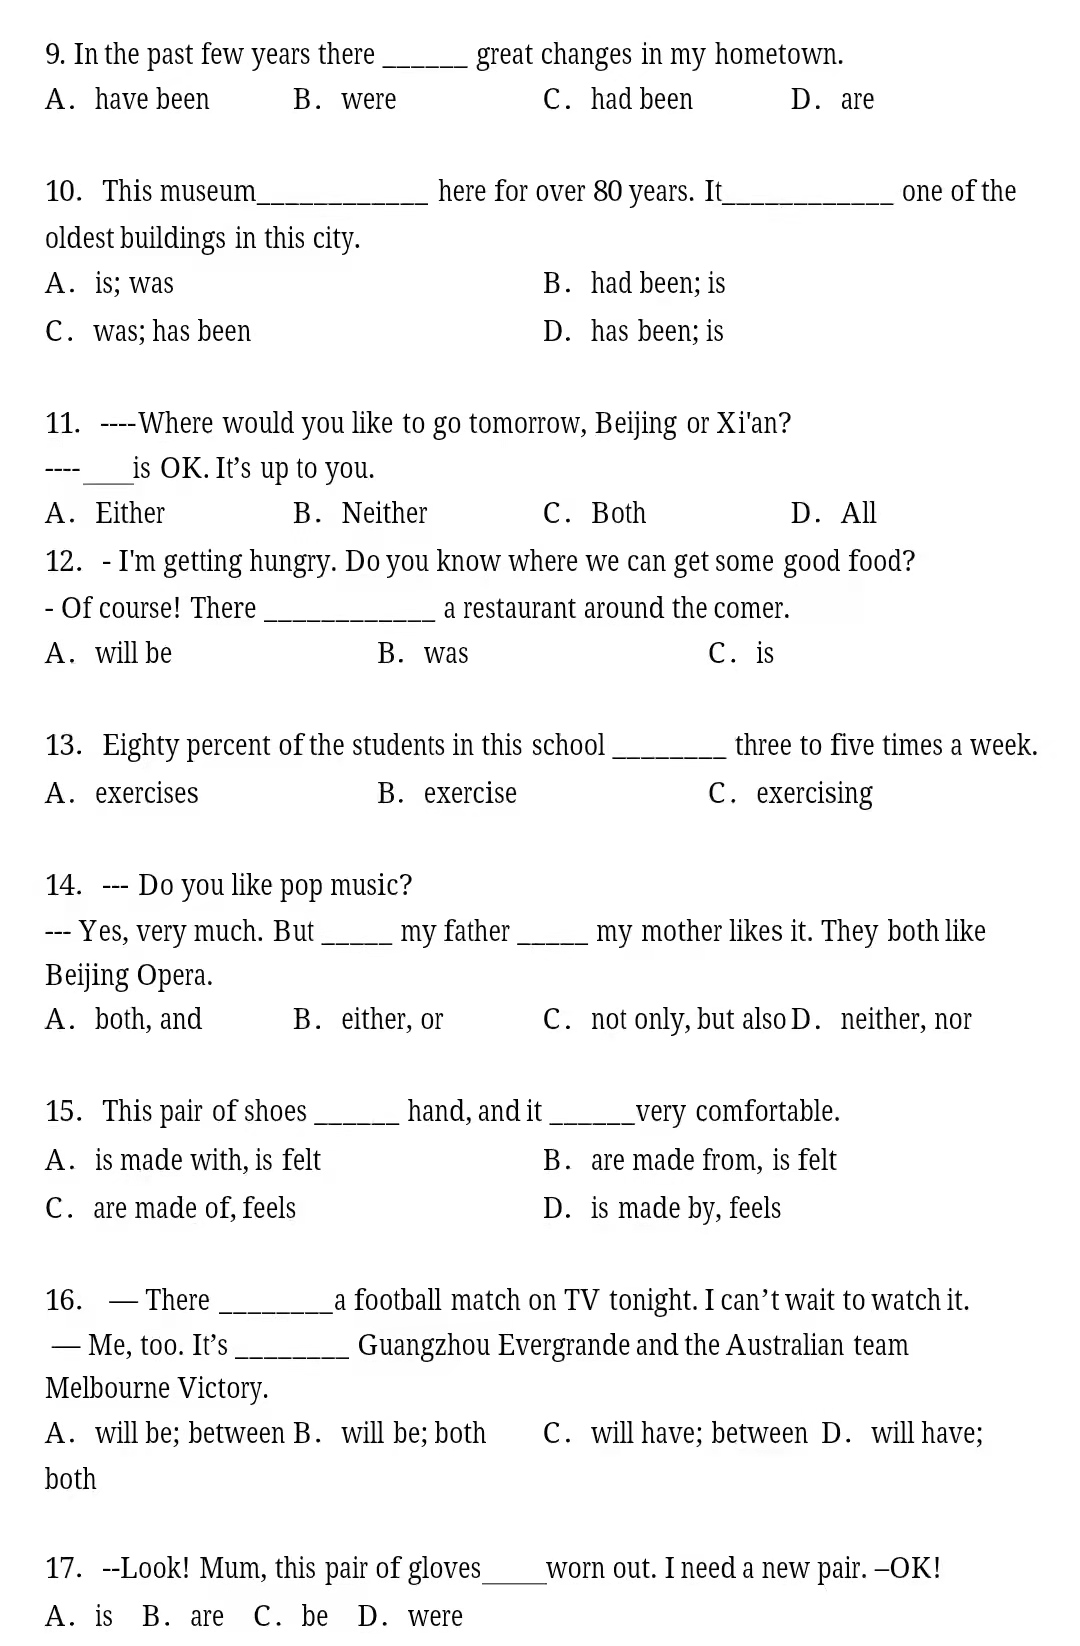 9. In the past few years there ______ great changes in my hometown.
A． have been B． were C． had been D． are
10． This museum____________ here for over 80 years. It____________ one of the
oldest buildings in this city.
A． is; was B． had been; is
C． was; has been D． has been; is
11． ----Where would you like to go tomorrow, Beijing or Xi'an?
----____is OK. It’s up to you.
A． Either B． Neither C． Both D． All
12． - I'm getting hungry. Do you know where we can get some good food?
- Of course! There ____________ a restaurant around the comer.
A． will be B． was C． is
13． Eighty percent of the students in this school ________ three to five times a week.
A． exercises B． exercise C． exercising
14． --- Do you like pop music?
--- Yes, very much. But _____ my father _____ my mother likes it. They both like
Beijing Opera.
A． both, and B． either, or C． not only, but also D． neither, nor
15． This pair of shoes ______ hand, and it ______very comfortable.
A． is made with, is felt B． are made from, is felt
C． are made of, feels D． is made by, feels
16． — There ________a football match on TV tonight. I can’t wait to watch it.
— Me, too. It’s ________ Guangzhou Evergrande and the Australian team
Melbourne Victory.
A． will be; between B． will be; both C． will have; between D． will have;
both
17． --Look! Mum, this pair of gloves_____worn out. I need a new pair. –OK!
A． is B． are C． be D． were